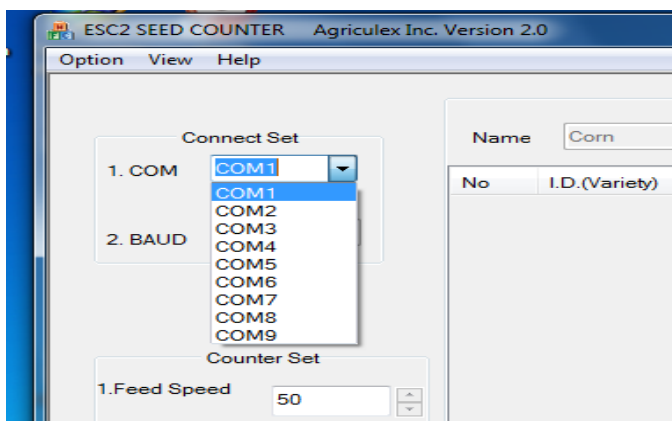 ESC2 SEED COUNTER Agriculex Inc. Version 2.0
Option View Help
Connect Set
Name Corn
1. COM COM1
No I.D.(Variety)
COM1
COM2
COM3
2. BAUD
COM4
COM5
COM6
COM7
COM8
COM9
Counter Set
1.Feed Speed 50